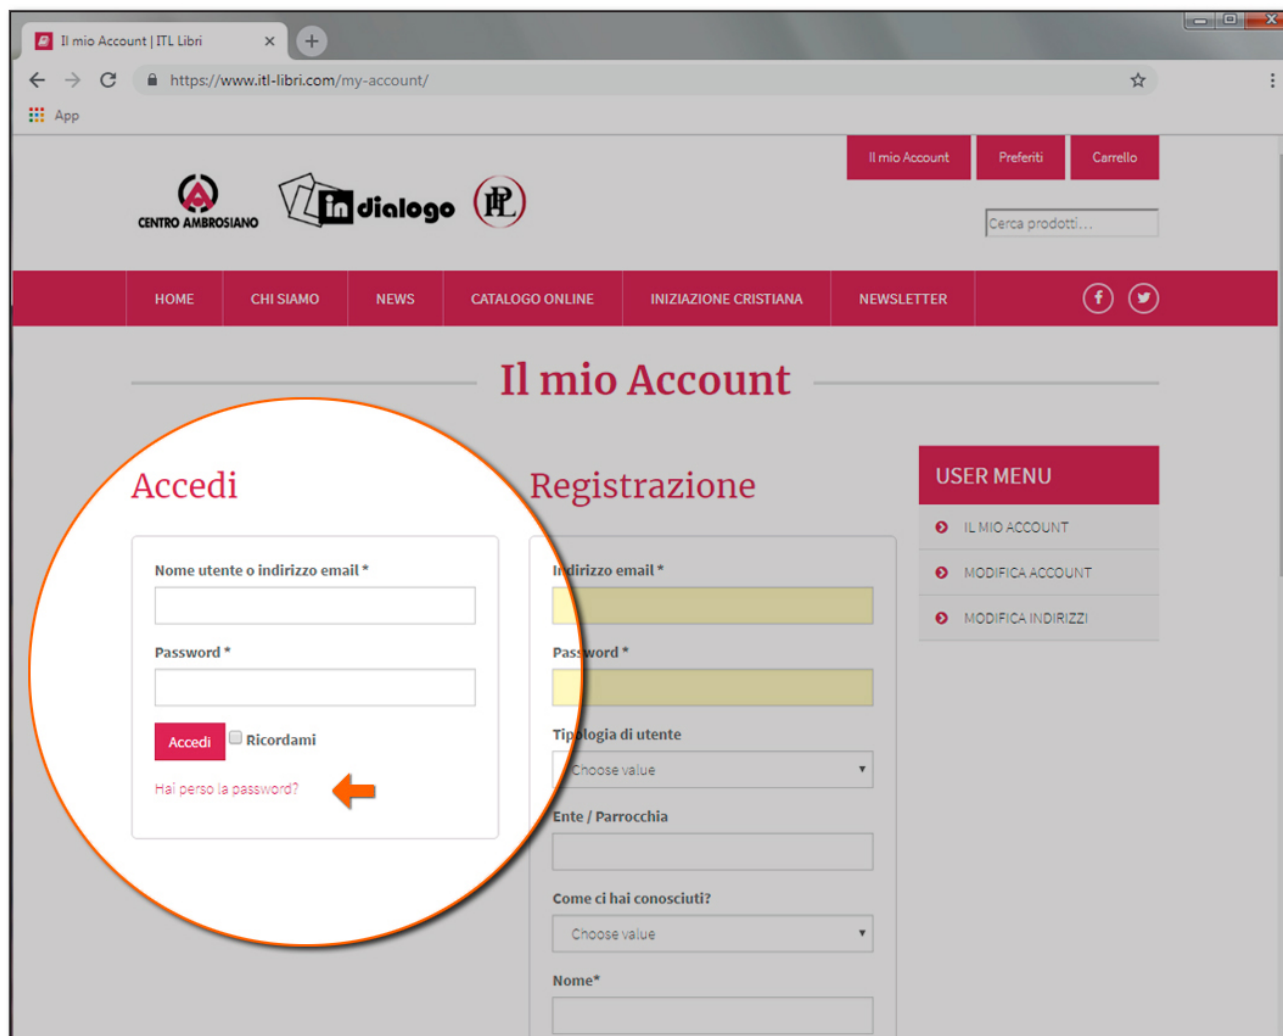 Il mio Account | ITL Libri
https://www.itl-libri.com/my-account/
App
Il mio Account
Preferiti
Carrello
CENTRO AMBROSIANO
in dialogo
IPL
Cerca prodotti...
HOME
CHI SIAMO
NEWS
CATALOGO ONLINE
INIZIAZIONE CRISTIANA
NEWSLETTER
Il mio Account
Accedi
Nome utente o indirizzo email *
Password *
Accedi
Ricordami
Hai perso la password?
Registrazione
Indirizzo email *
Password *
Tipologia di utente
Choose value
Ente / Parrocchia
Come ci hai conosciuti?
Choose value
Nome*
USER MENU
IL MIO ACCOUNT
MODIFICA ACCOUNT
MODIFICA INDIRIZZI